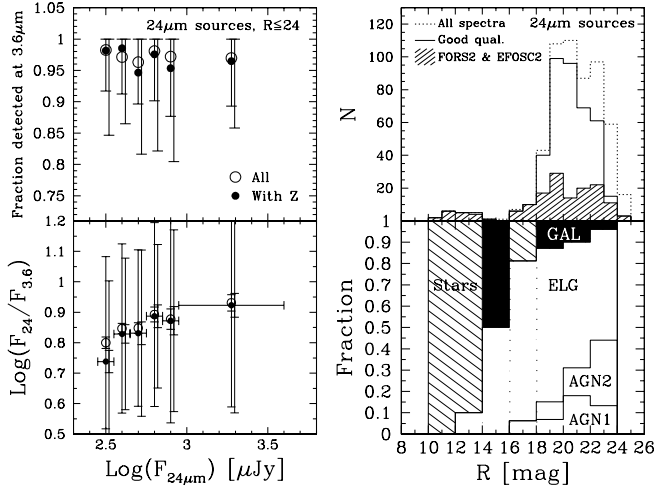 24μm sources, R≤24
Fraction detected at 3.6μm
1
0.95
0.9
0.85
0.8
0.75
All
With Z
1.2
1.1
1
0.9
0.8
0.7
0.6
0.5
Log(F24/F3.6)
2.5
3
3.5
Log(F24μm) [μJy]
All spectra
24μm sources
Good qual.
FORS2 & EFOSC2
N
120
100
80
60
40
20
1
0.9
0.8
0.7
0.6
0.5
0.4
0.3
0.2
0.1
0
Fraction
GAL
Stars
ELG
AGN2
AGN1
8 10 12 14 16 18 20 22 24 26
R [mag]